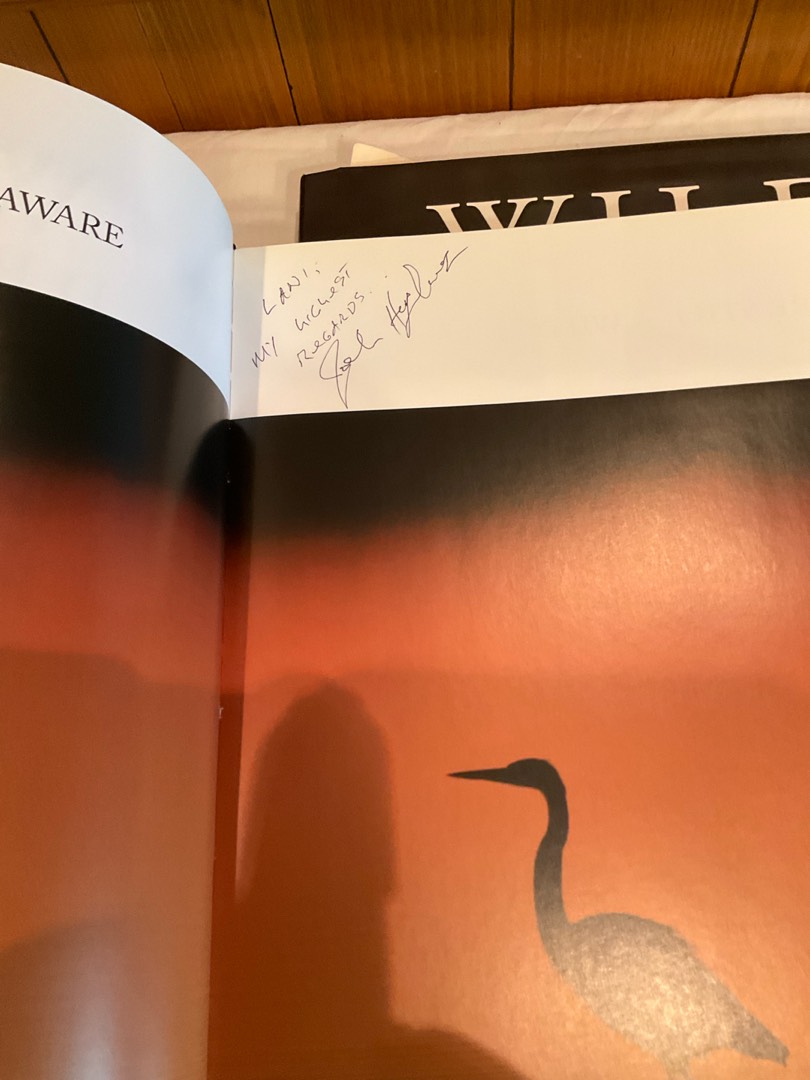 AWARE
WIL
LANI:
MY HIGHEST
REGARDS.